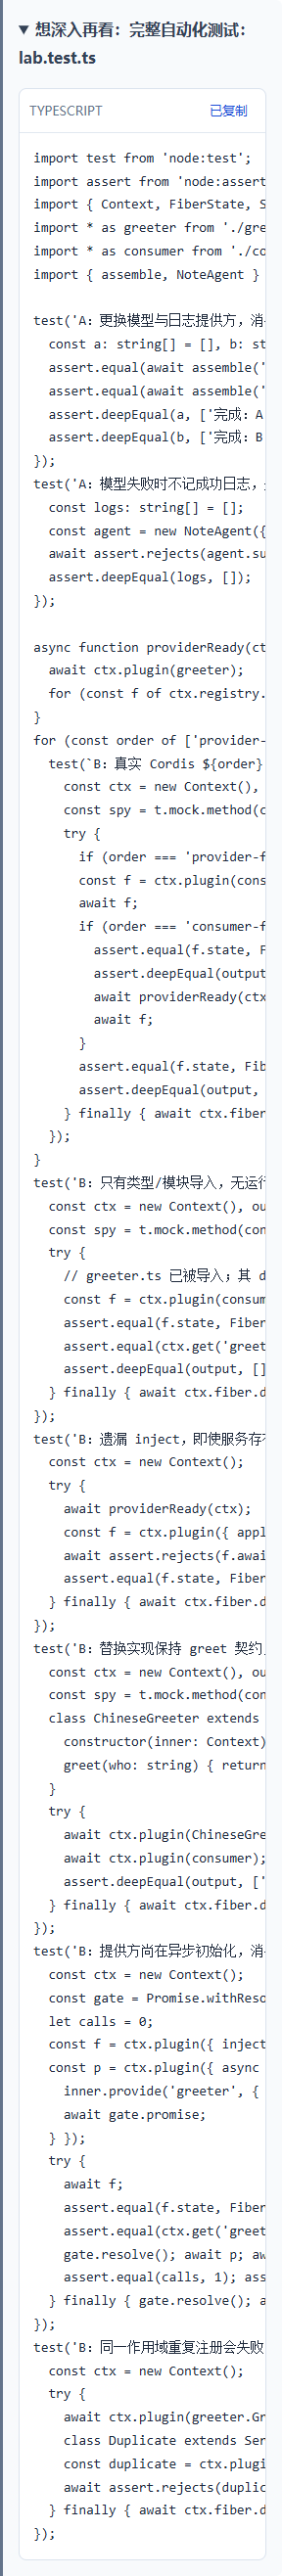 ▼ 想深入再看：完整自动化测试：
lab.test.ts
TYPESCRIPT 已复制
import test from 'node:test';
import assert from 'node:assert
import { Context, FiberState, S
import * as greeter from './gre
import * as consumer from './co
import { assemble, NoteAgent }
test('A：更换模型与日志提供方，消
const a: string[] = [], b: st
assert.equal(await assemble('
assert.equal(await assemble('
assert.deepEqual(a, ['完成：A
assert.deepEqual(b, ['完成：B
});
test('A：模型失败时不记成功日志，
const logs: string[] = [];
const agent = new NoteAgent({
await assert.rejects(agent.su
assert.deepEqual(logs, []);
});
async function providerReady(ct
await ctx.plugin(greeter);
for (const f of ctx.registry.
}
for (const order of ['provider-
test(`B：真实 Cordis ${order}
const ctx = new Context(),
const spy = t.mock.method(c
try {
if (order === 'provider-f
const f = ctx.plugin(cons
await f;
if (order === 'consumer-f
assert.equal(f.state, F
assert.deepEqual(output
await providerReady(ctx
await f;
}
assert.equal(f.state, Fib
assert.deepEqual(output,
} finally { await ctx.fiber
});
}
test('B：只有类型/模块导入，无运行
const ctx = new Context(), ou
const spy = t.mock.method(con
try {
// greeter.ts 已被导入；其 d
const f = ctx.plugin(consum
assert.equal(f.state, Fiber
assert.equal(ctx.get('greet
assert.deepEqual(output, []
} finally { await ctx.fiber.d
});
test('B：遗漏 inject，即使服务存在
const ctx = new Context();
try {
await providerReady(ctx);
const f = ctx.plugin({ appl
await assert.rejects(f.awai
assert.equal(f.state, Fiber
} finally { await ctx.fiber.d
});
test('B：替换实现保持 greet 契约，
const ctx = new Context(), ou
const spy = t.mock.method(con
class ChineseGreeter extends
constructor(inner: Context)
greet(who: string) { return
}
try {
await ctx.plugin(ChineseGre
await ctx.plugin(consumer);
assert.deepEqual(output, ['
} finally { await ctx.fiber.d
});
test('B：提供方尚在异步初始化，消
const ctx = new Context();
const gate = Promise.withReso
let calls = 0;
const f = ctx.plugin({ inject
const p = ctx.plugin({ async
inner.provide('greeter', {
await gate.promise;
} });
try {
await f;
assert.equal(f.state, Fiber
assert.equal(ctx.get('greet
gate.resolve(); await p; aw
assert.equal(calls, 1); ass
} finally { gate.resolve(); a
});
test('B：同一作用域重复注册会失败
const ctx = new Context();
try {
await ctx.plugin(greeter.Gr
class Duplicate extends Ser
const duplicate = ctx.plugi
await assert.rejects(duplic
} finally { await ctx.fiber.d
});